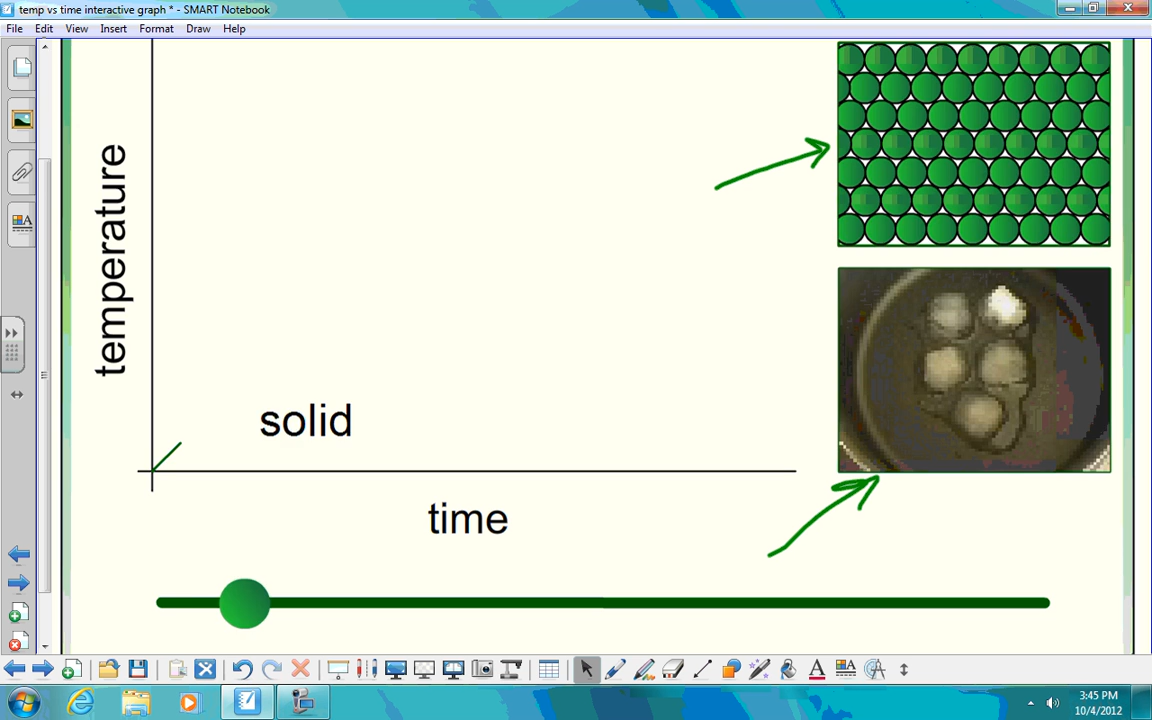 temp vs time interactive graph * - SMART Notebook
File Edit View Insert Format Draw Help
temperature
solid
time
3:45 PM
10/4/2012